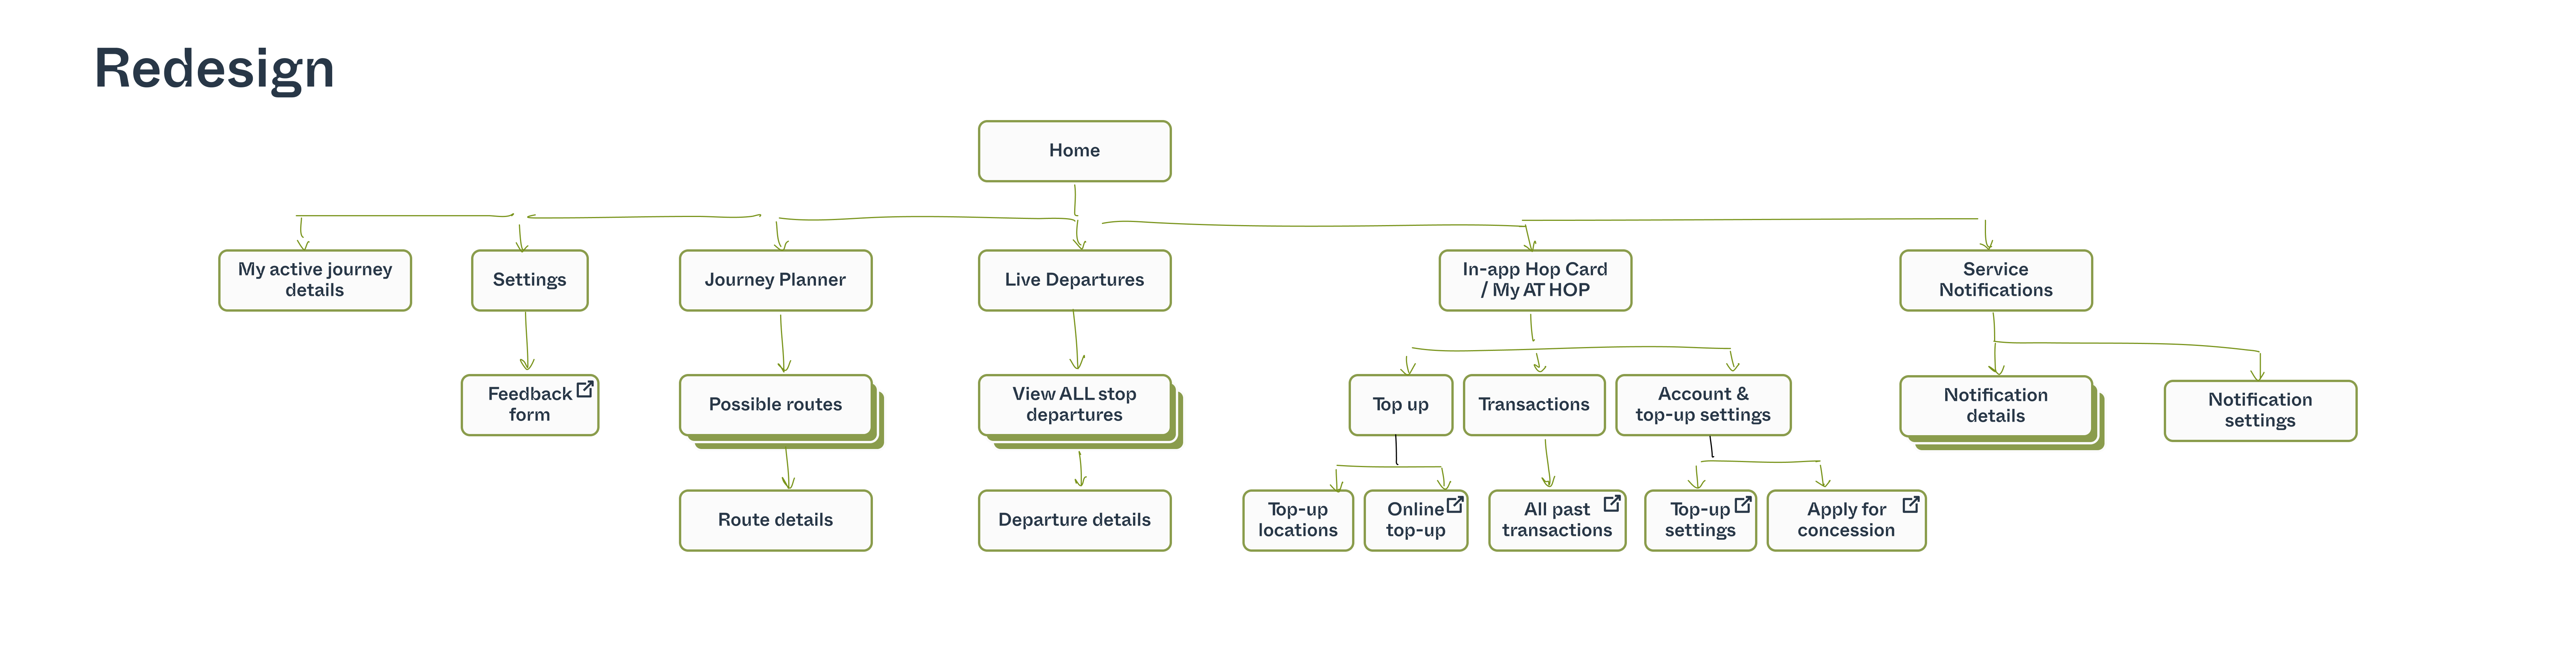 Redesign
Home
My active journey
details
Settings
Journey Planner
Live Departures
In-app Hop Card
/ My AT HOP
Service
Notifications
Feedback
form
Possible routes
View ALL stop
departures
Top up
Transactions
Account &
top-up settings
Notification
details
Notification
settings
Route details
Departure details
Top-up
locations
Online
top-up
All past
transactions
Top-up
settings
Apply for
concession